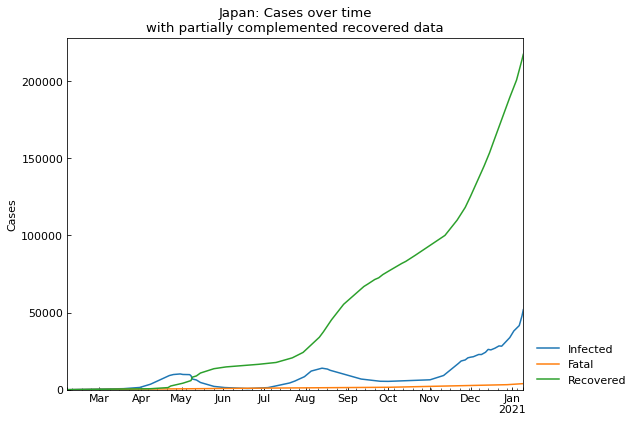 Japan: Cases over time
with partially complemented recovered data
200000
150000
100000
50000
0
Cases
Mar Apr May Jun Jul Aug Sep Oct Nov Dec Jan
2021
Infected
Fatal
Recovered